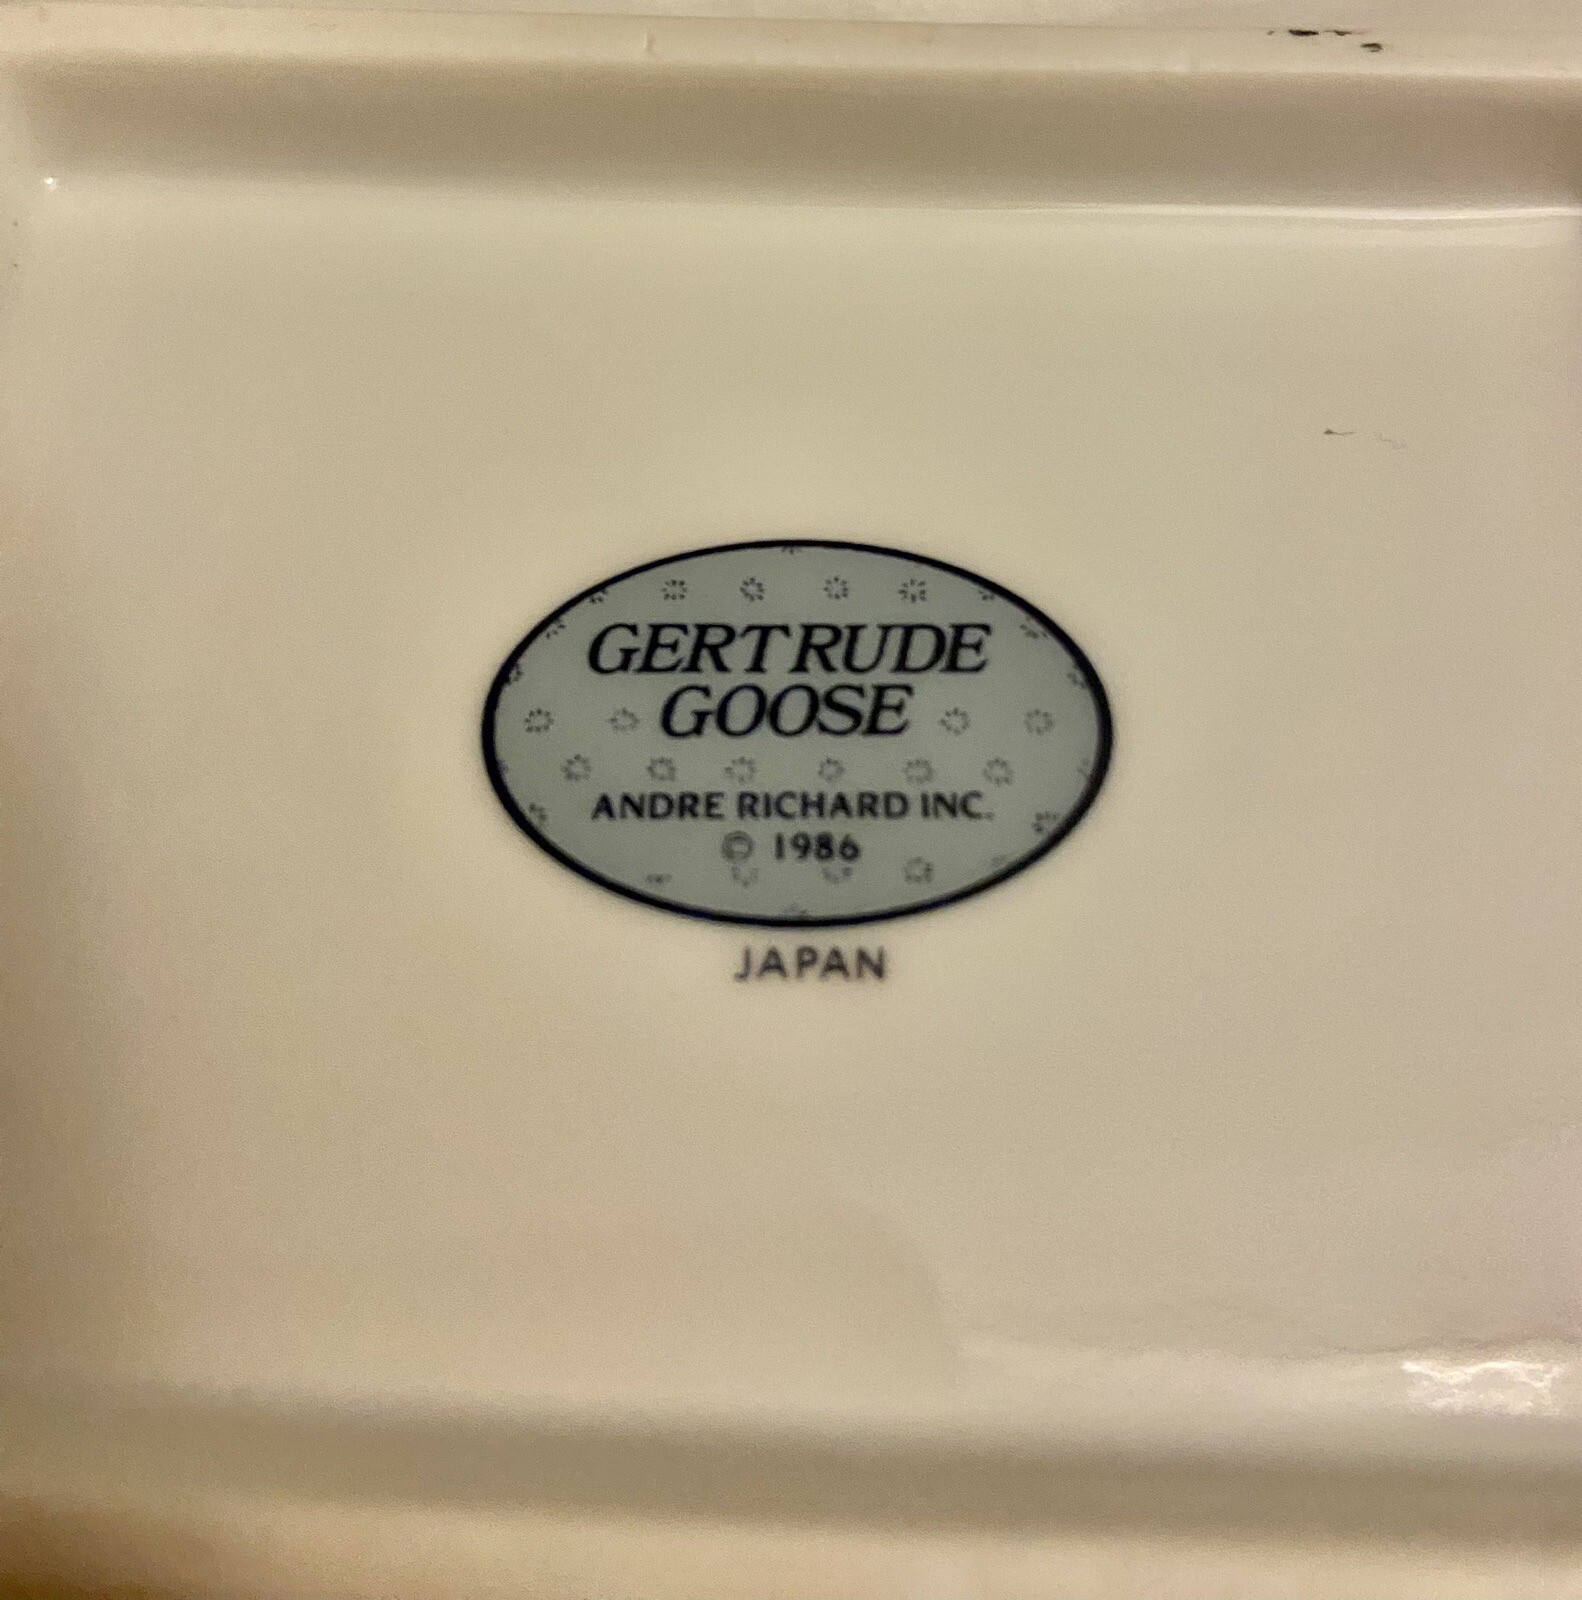 GERTRUDE
GOOSE
ANDRE RICHARD INC.
© 1986
JAPAN